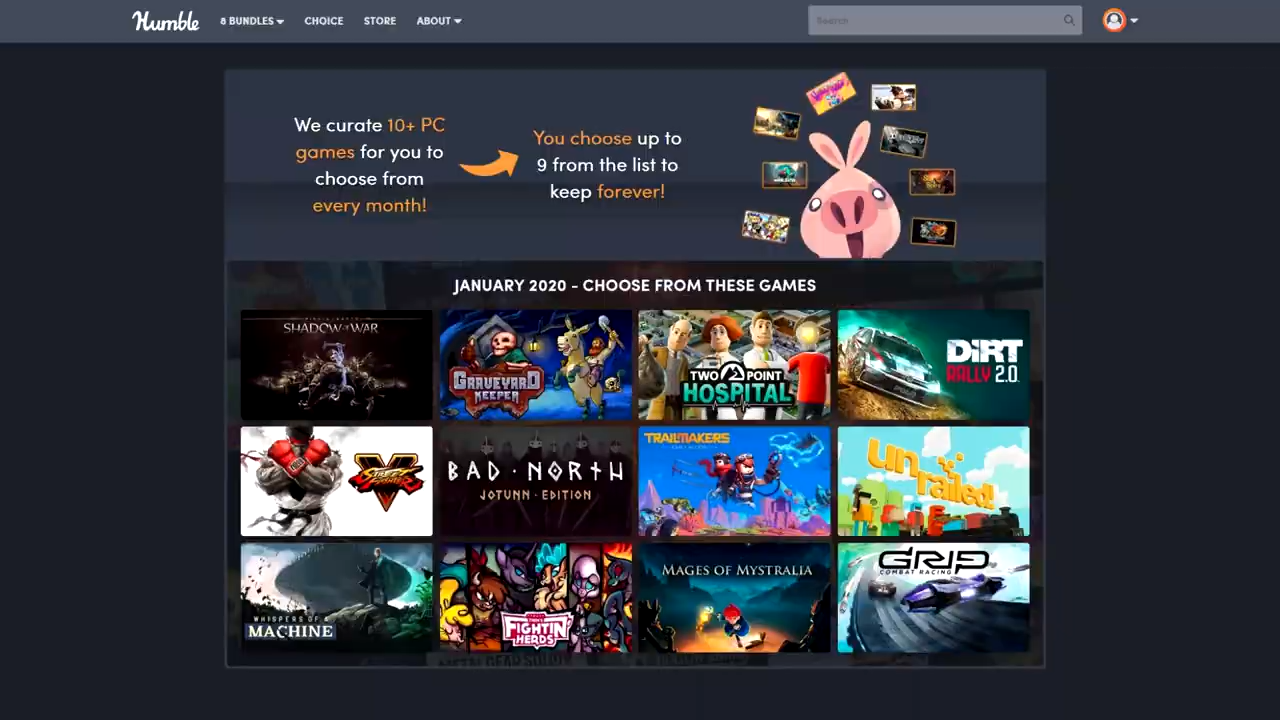 Humble 8 BUNDLES CHOICE STORE ABOUT Search
We curate 10+ PC
games for you to
choose from
every month!
You choose up to
9 from the list to
keep forever!
JANUARY 2020 - CHOOSE FROM THESE GAMES
SHADOW OF WAR
GRAVEYARD
KEEPER
TWO POINT
HOSPITAL
DiRT
RALLY 2.0
V
STREET
FIGHTER
BAD · NORTH
JOTUNN · EDITION
TRAILMAKERS
unrailed!
WHISPERS OF A
MACHINE
THEM'S
FIGHTIN'
HERDS
MAGES OF MYSTRALIA
GRIP
COMBAT RACING